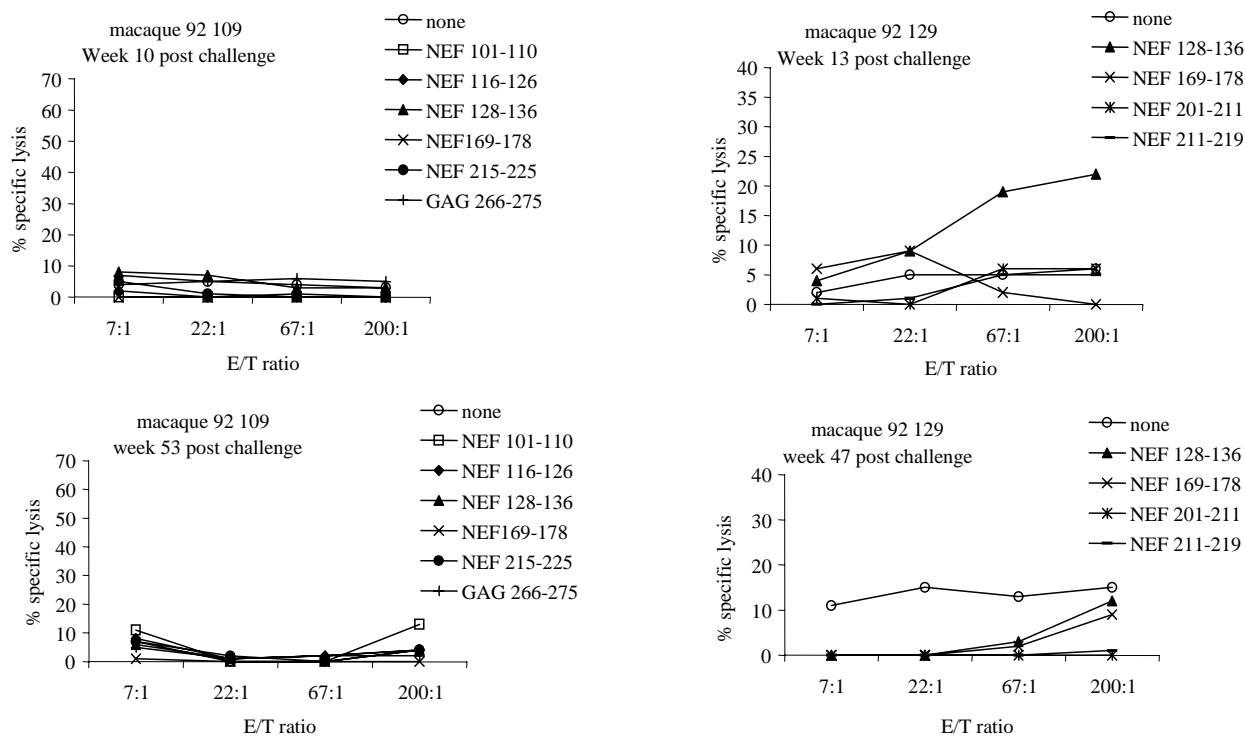 macaque 92 109
Week 10 post challenge
none
NEF 101-110
NEF 116-126
NEF 128-136
NEF169-178
NEF 215-225
GAG 266-275
% specific lysis
70
60
50
40
30
20
10
0
7:1 22:1 67:1 200:1
E/T ratio
macaque 92 129
Week 13 post challenge
none
NEF 128-136
NEF 169-178
NEF 201-211
NEF 211-219
% specific lysis
40
35
30
25
20
15
10
5
0
7:1 22:1 67:1 200:1
E/T ratio
macaque 92 109
week 53 post challenge
none
NEF 101-110
NEF 116-126
NEF 128-136
NEF169-178
NEF 215-225
GAG 266-275
% specific lysis
70
60
50
40
30
20
10
0
7:1 22:1 67:1 200:1
E/T ratio
macaque 92 129
week 47 post challenge
none
NEF 128-136
NEF 169-178
NEF 201-211
NEF 211-219
% specific lysis
40
30
20
10
0
7:1 22:1 67:1 200:1
E/T ratio